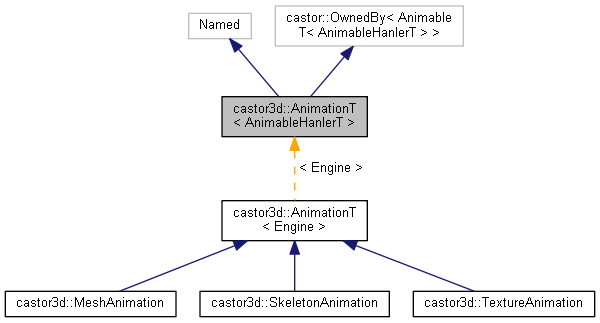 Named
castor::OwnedBy< Animable
T< AnimableHanlerT > >
castor3d::AnimationT
< AnimableHanlerT >
< Engine >
castor3d::AnimationT
< Engine >
castor3d::MeshAnimation
castor3d::SkeletonAnimation
castor3d::TextureAnimation